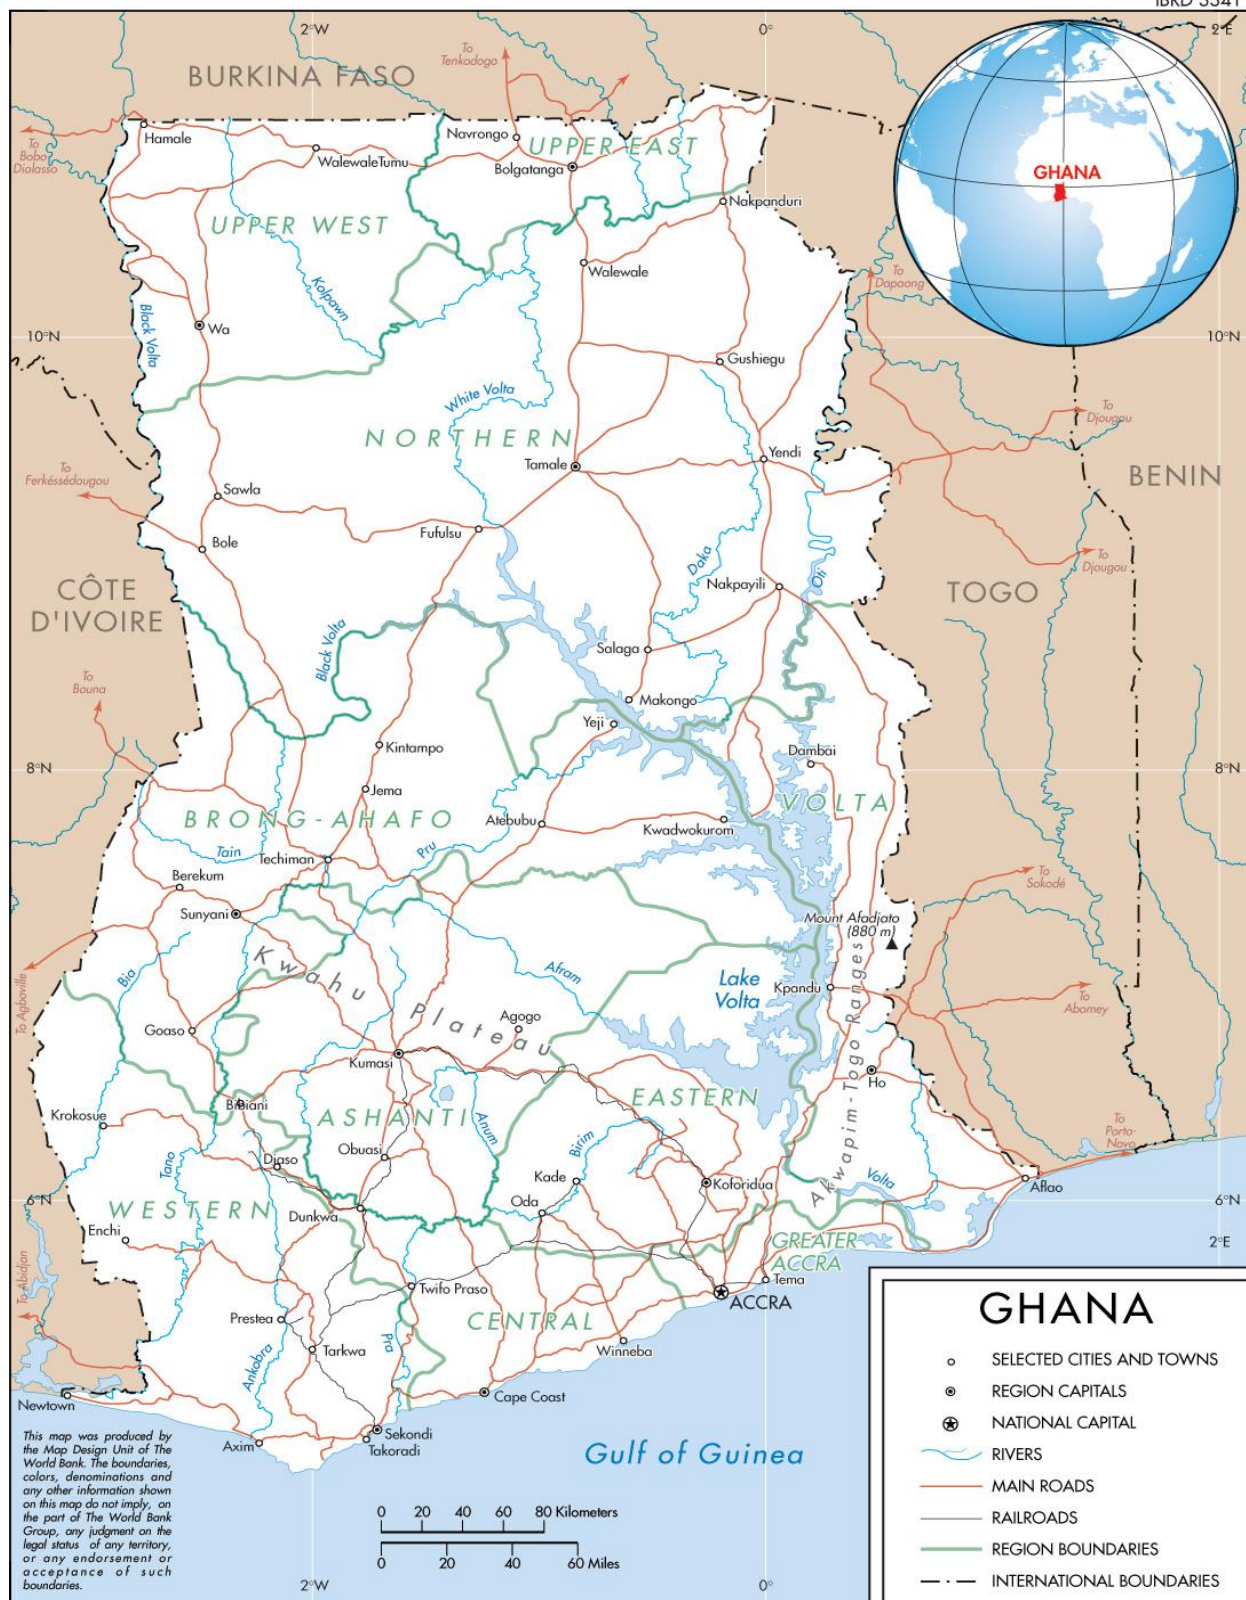 IBRD 3341
2°W
0°
2°E
BURKINA FASO
To
Tenkodogo
To
Bobo
Diolasso
Hamale
WalewaleTumu
Navrongo
UPPER EAST
Bolgatanga
UPPER WEST
Nakpanduri
GHANA
Kolpawn
Walewale
To
Dapaong
Black Volta
Wa
10°N
10°N
Gushiegu
White Volta
To
Djougou
NORTHERN
Tamale
Yendi
To
Ferkéssédougou
BENIN
Sawla
Fufulsu
Bole
Daka
To
Djougou
CÔTE
D'IVOIRE
Nakpayili
Oti
TOGO
Black Volta
Salaga
To
Bouna
Makongo
Yeji
Kintampo
Dambai
8°N
8°N
Jema
VOLTA
BRONG-AHAFO
Atebubu
Kwadwokurom
Tain
Techiman
Pru
Berekum
To
Sokodé
Sunyani
Mount Afadjato
(880 m)
Kwahu Plateau
Bia
Afram
Lake
Volta
Kpandu
To
Abomey
To Agboville
Goaso
Agogo
Akwapim-Togo Ranges
Kumasi
Ho
Bibiani
EASTERN
Krokosue
ASHANTI
Anum
To
Porto-
Novo
Obuasi
Birim
Tano
Diaso
Kade
Koforidua
Volta
Aflao
6°N
6°N
WESTERN
Dunkwa
Oda
Enchi
GREATER
ACCRA
2°E
To Abidjan
Tema
Twifo Praso
ACCRA
Prestea
CENTRAL
Tarkwa
Pra
Winneba
Ankobra
Newtown
Cape Coast
Axim
Sekondi
Takoradi
Gulf of Guinea
This map was produced by
the Map Design Unit of The
World Bank. The boundaries,
colors, denominations and
any other information shown
on this map do not imply, on
the part of The World Bank
Group, any judgment on the
legal status of any territory,
or any endorsement or
acceptance of such
boundaries.
0 20 40 60 80 Kilometers
0 20 40 60 Miles
2°W
0°
GHANA
SELECTED CITIES AND TOWNS
REGION CAPITALS
NATIONAL CAPITAL
RIVERS
MAIN ROADS
RAILROADS
REGION BOUNDARIES
INTERNATIONAL BOUNDARIES